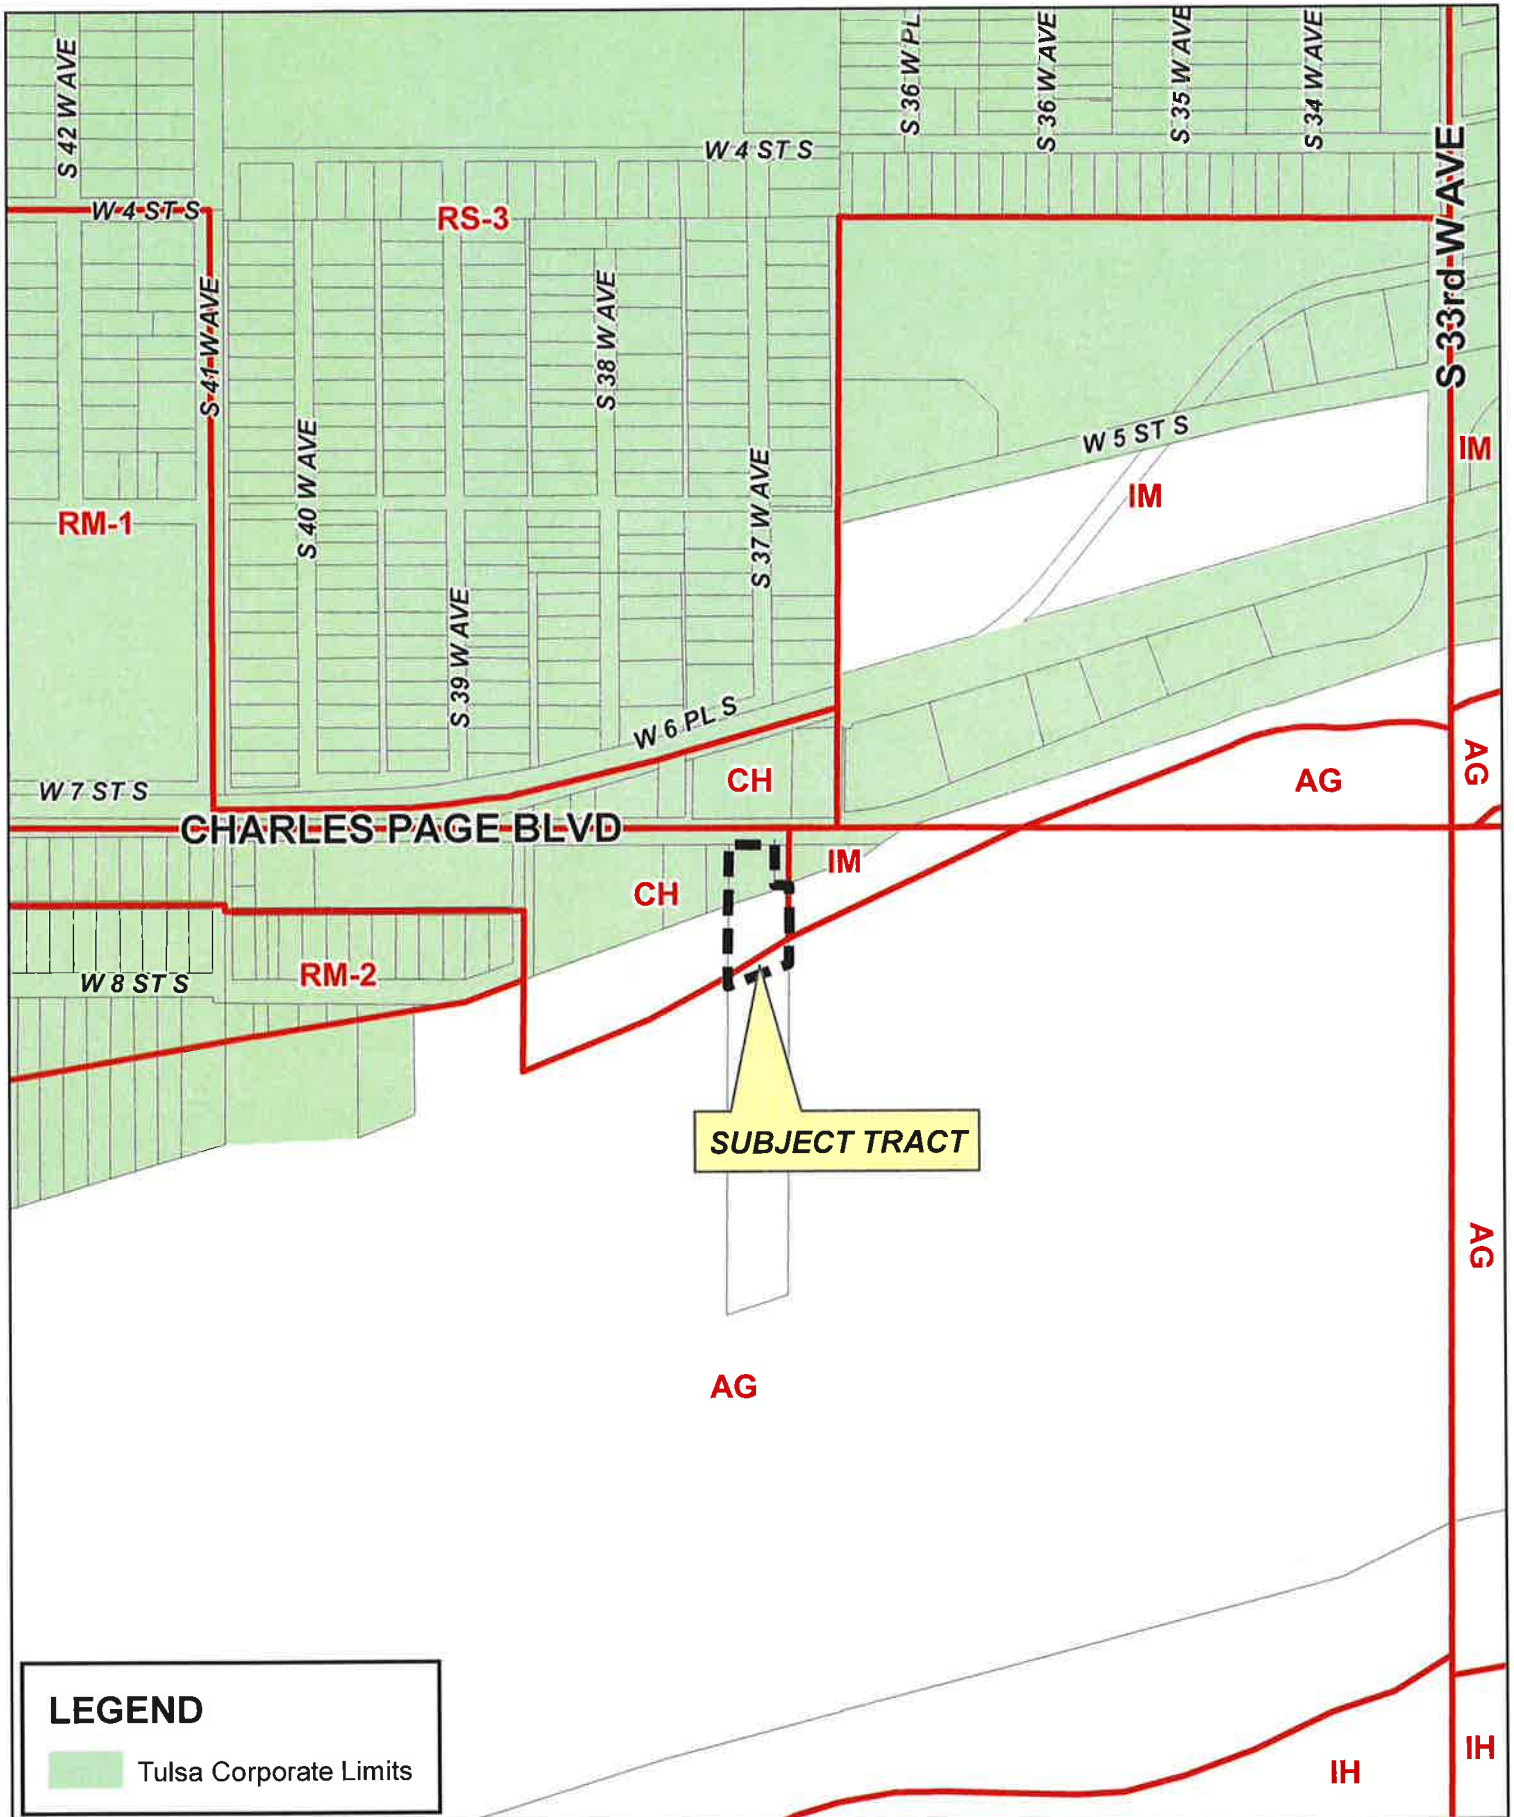 S 42 W AVE
S 36 W PL
S 36 W AVE
S 35 W AVE
S 34 W AVE
W 4 ST S
S 33rd W AVE
W 4 ST S
RS-3
S 41 W AVE
S 38 W AVE
S 40 W AVE
S 37 W AVE
W 5 ST S
IM
IM
RM-1
S 39 W AVE
W 6 PL S
W 7 ST S
CH
AG
AG
CHARLES PAGE BLVD
IM
CH
RM-2
W 8 ST S
SUBJECT TRACT
AG
AG
LEGEND
Tulsa Corporate Limits
IH
IH